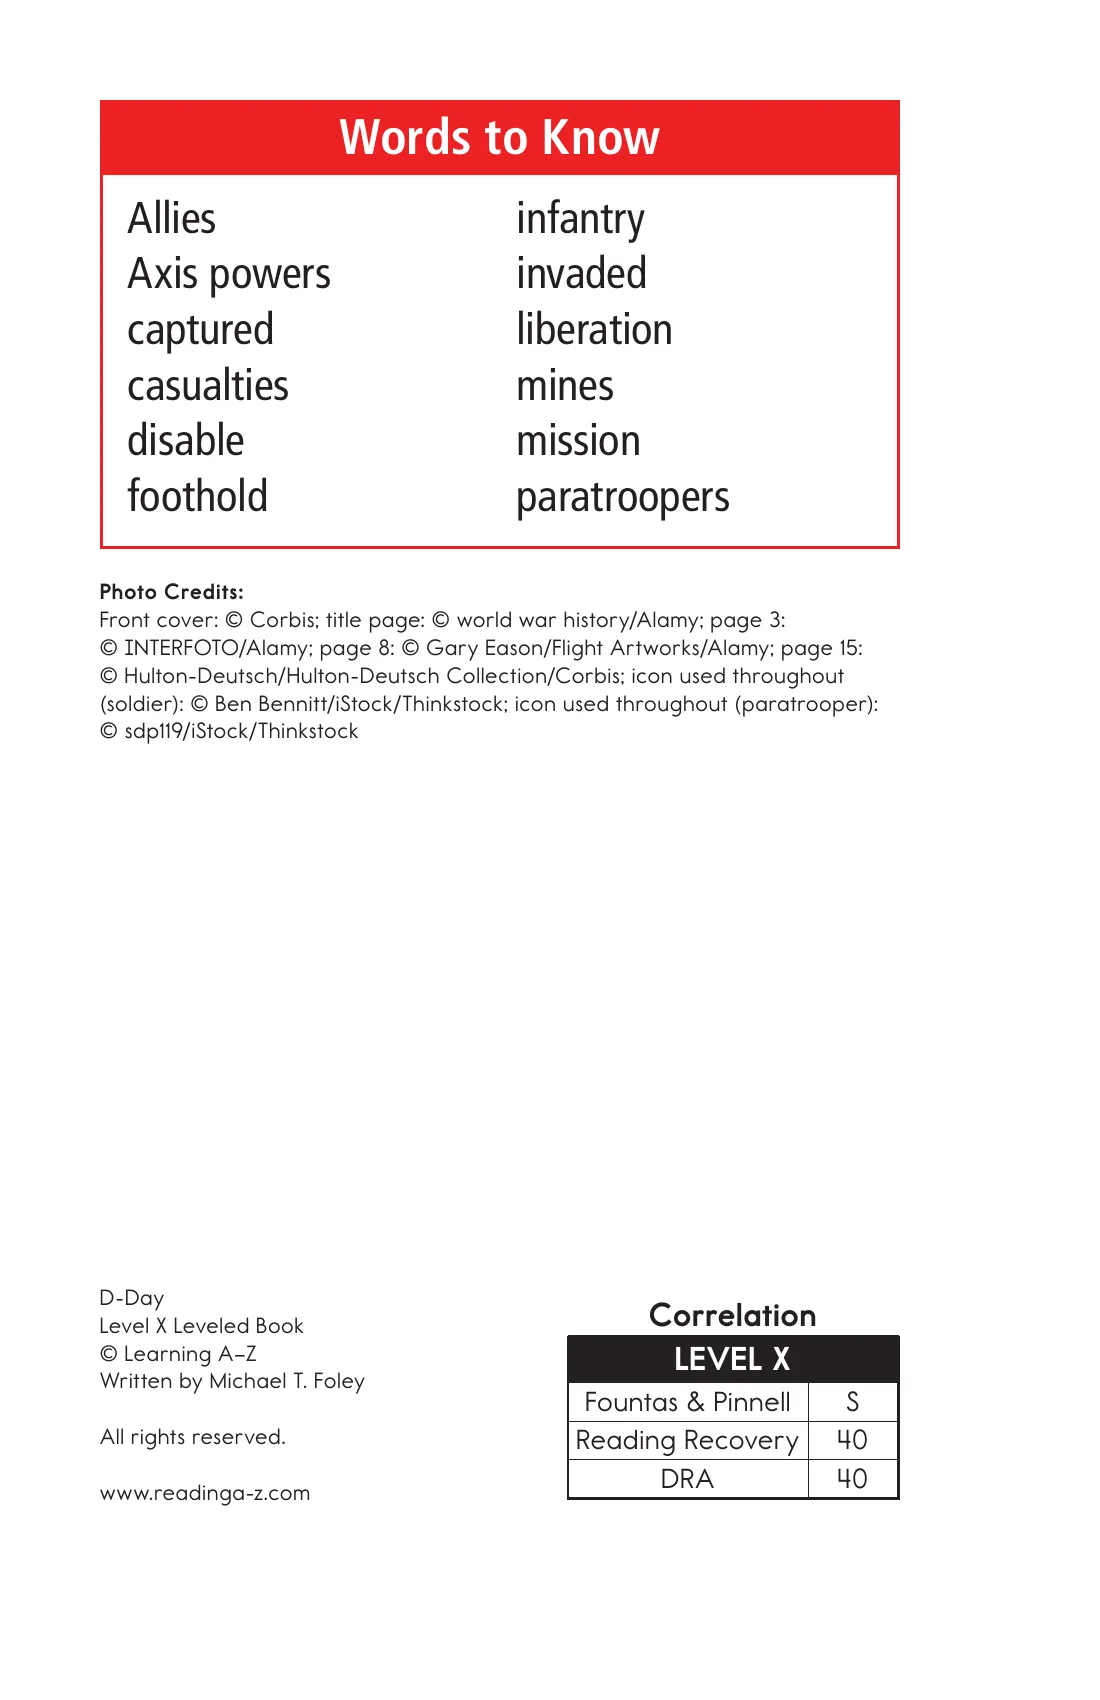 Words to Know
Allies
Axis powers
captured
casualties
disable
foothold
infantry
invaded
liberation
mines
mission
paratroopers
Photo Credits:
Front cover: © Corbis; title page: © world war history/Alamy; page 3:
© INTERFOTO/Alamy; page 8: © Gary Eason/Flight Artworks/Alamy; page 15:
© Hulton-Deutsch/Hulton-Deutsch Collection/Corbis; icon used throughout
(soldier): © Ben Bennitt/iStock/Thinkstock; icon used throughout (paratrooper):
© sdp119/iStock/Thinkstock
D-Day
Level X Leveled Book
© Learning A–Z
Written by Michael T. Foley
All rights reserved.
www.readinga-z.com
Correlation
LEVEL X
Fountas & Pinnell S
Reading Recovery 40
DRA 40